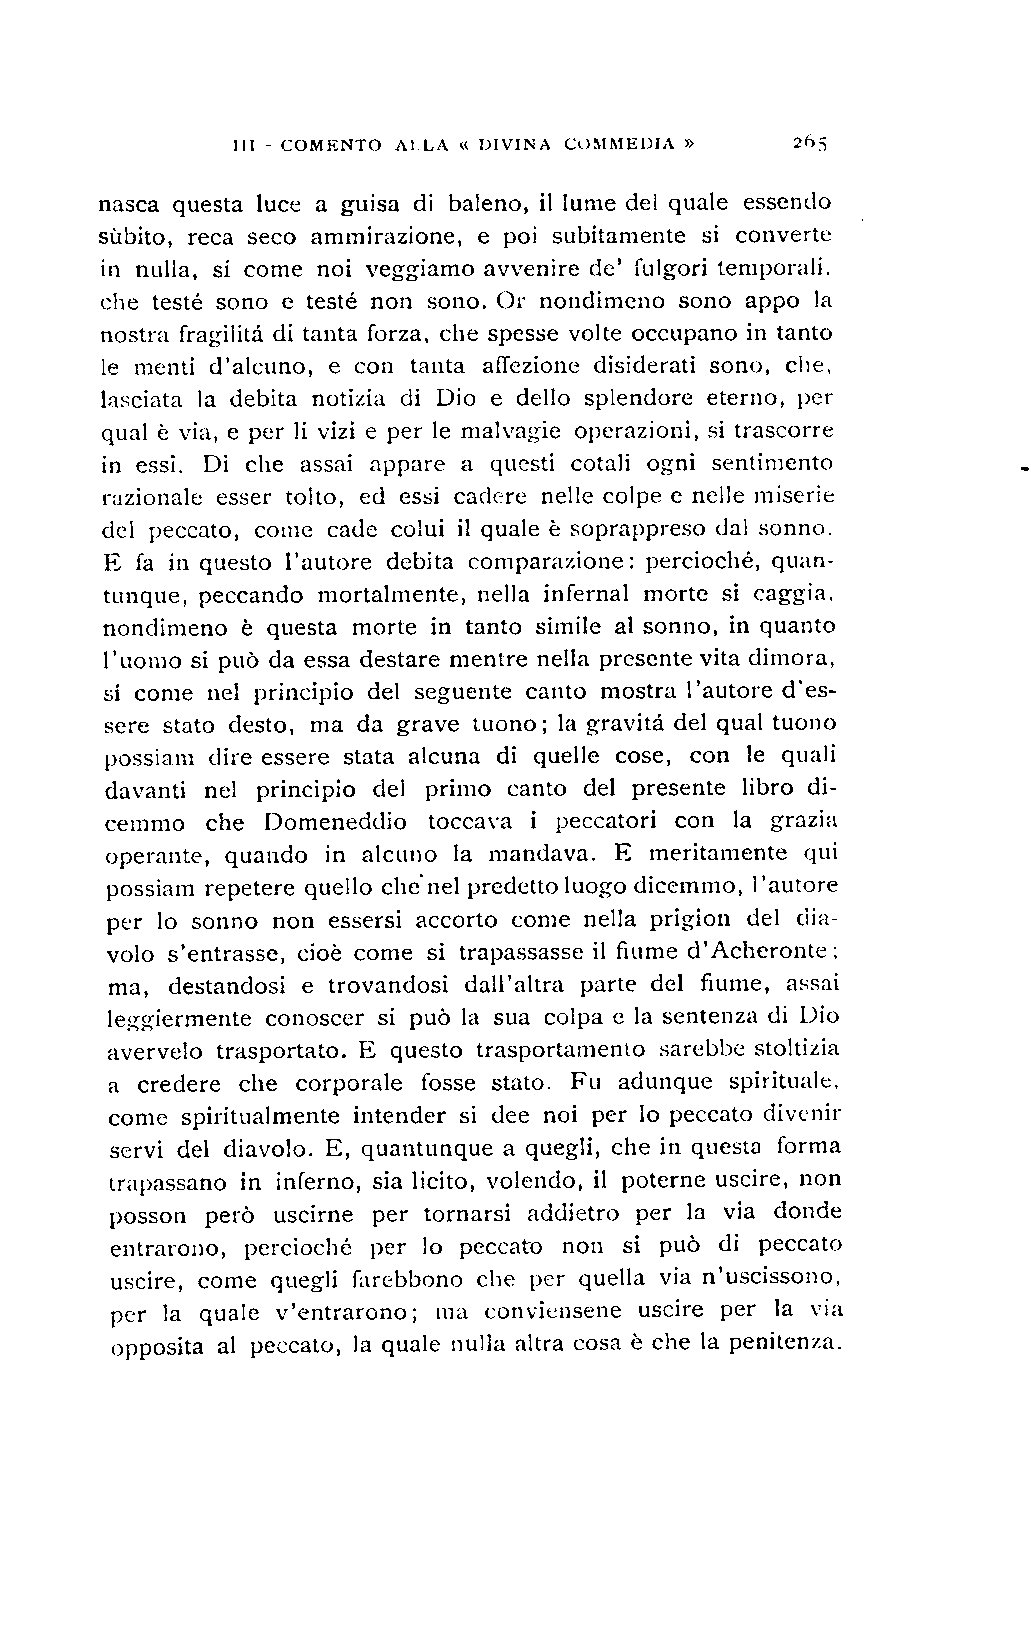 III - COMENTO ALLA « DIVINA COMMEDIA » 265
nasca questa luce a guisa di baleno, il lume del quale essendo
sùbito, reca seco ammirazione, e poi subitamente si converte
in nulla, sí come noi veggiamo avvenire de' fulgori temporali,
che testé sono e testé non sono. Or nondimeno sono appo la
nostra fragilitá di tanta forza, che spesse volte occupano in tanto
le menti d'alcuno, e con tanta affezione disiderati sono, che,
lasciata la debita notizia di Dio e dello splendore eterno, per
qual è via, e per li vizi e per le malvagie operazioni, si trascorre
in essi. Di che assai appare a questi cotali ogni sentimento
razionale esser tolto, ed essi cadere nelle colpe e nelle miserie
del peccato, come cade colui il quale è soprappreso dal sonno.
E fa in questo l'autore debita comparazione: percioché, quan-
tunque, peccando mortalmente, nella infernal morte si caggia,
nondimeno è questa morte in tanto simile al sonno, in quanto
l'uomo si può da essa destare mentre nella presente vita dimora,
sí come nel principio del seguente canto mostra l'autore d'es-
sere stato desto, ma da grave tuono; la gravitá del qual tuono
possiam dire essere stata alcuna di quelle cose, con le quali
davanti nel principio del primo canto del presente libro di-
cemmo che Domeneddio toccava i peccatori con la grazia
operante, quando in alcuno la mandava. E meritamente qui
possiam repetere quello che nel predetto luogo dicemmo, l'autore
per lo sonno non essersi accorto come nella prigion del dia-
volo s'entrasse, cioè come si trapassasse il fiume d'Acheronte;
ma, destandosi e trovandosi dall'altra parte del fiume, assai
leggiermente conoscer si può la sua colpa e la sentenza di Dio
avervelo trasportato. E questo trasportamento sarebbe stoltizia
a credere che corporale fosse stato. Fu adunque spirituale,
come spiritualmente intender si dee noi per lo peccato divenir
servi del diavolo. E, quantunque a quegli, che in questa forma
trapassano in inferno, sia licito, volendo, il poterne uscire, non
posson però uscirne per tornarsi addietro per la via donde
entrarono, percioché per lo peccato non si può di peccato
uscire, come quegli farebbono che per quella via n'uscissono,
per la quale v'entrarono; ma conviensene uscire per la via
opposita al peccato, la quale nulla altra cosa è che la penitenza.